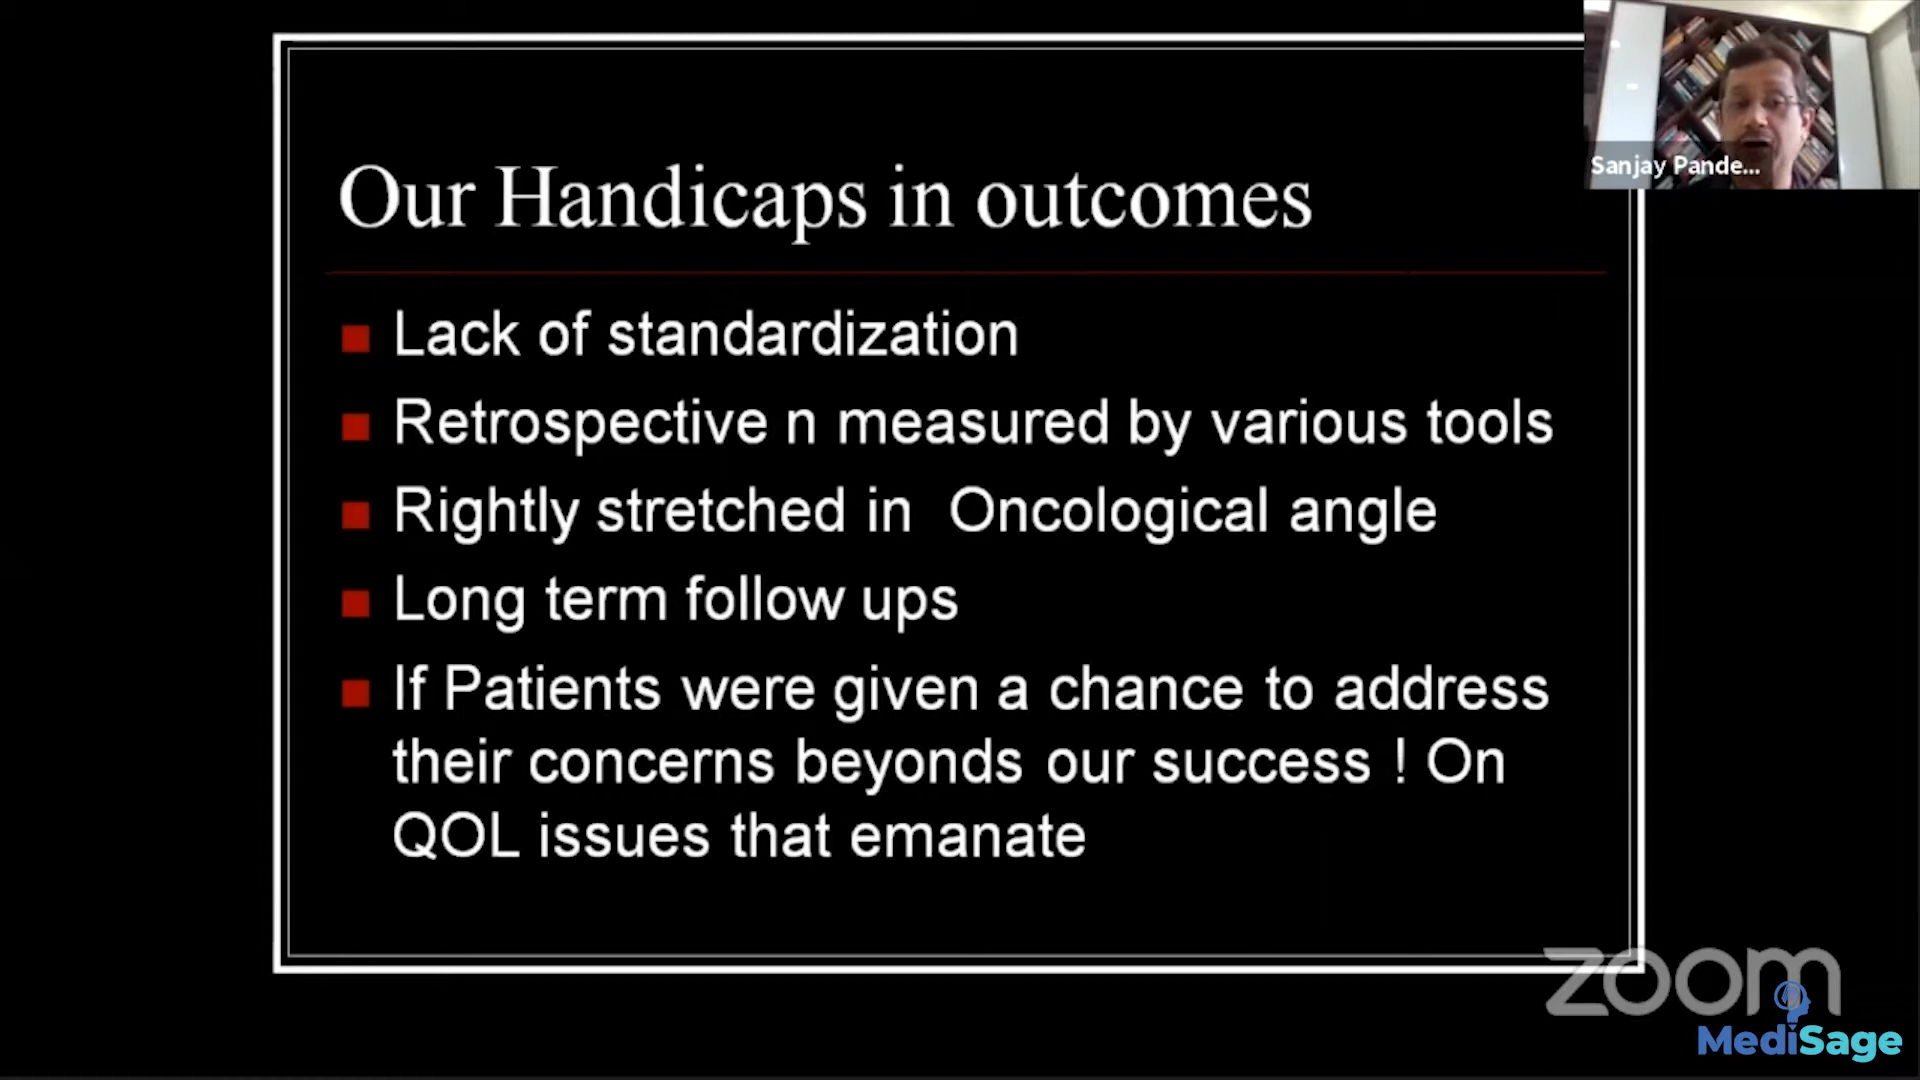 Our Handicaps in outcomes
Lack of standardization
Retrospective n measured by various tools
Rightly stretched in Oncological angle
Long term follow ups
If Patients were given a chance to address
their concerns beyonds our success ! On
QOL issues that emanate
Sanjay Pande...
zoom
MediSage